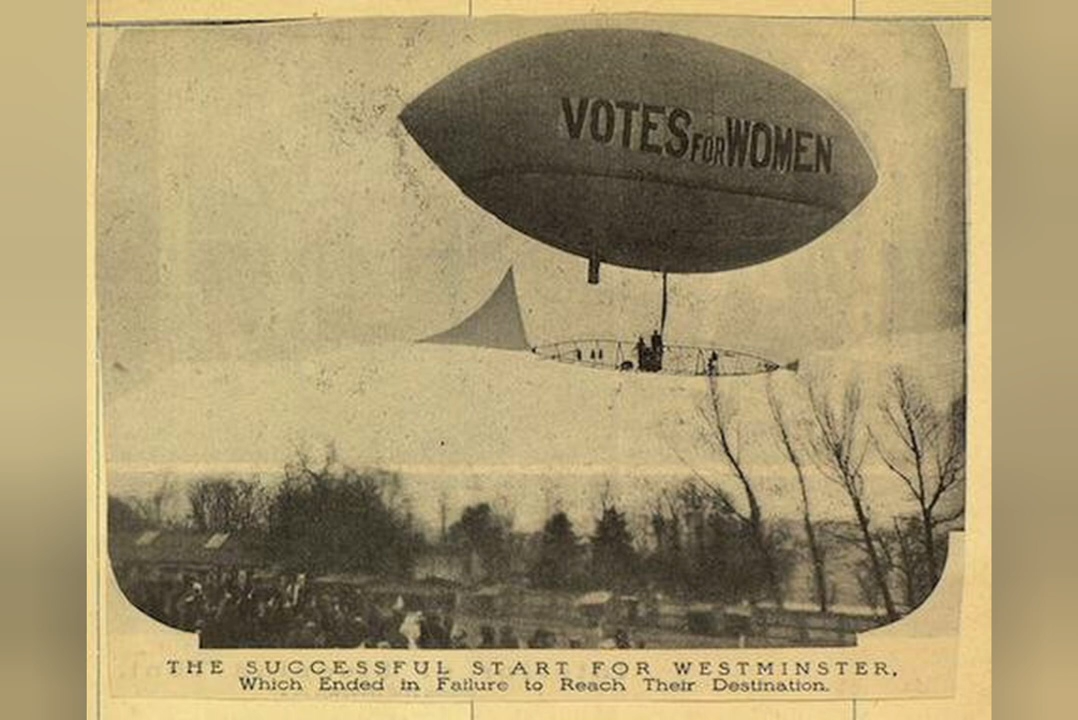 VOTES FOR WOMEN
THE SUCCESSFUL START FOR WESTMINSTER,
Which Ended in Failure to Reach Their Destination.